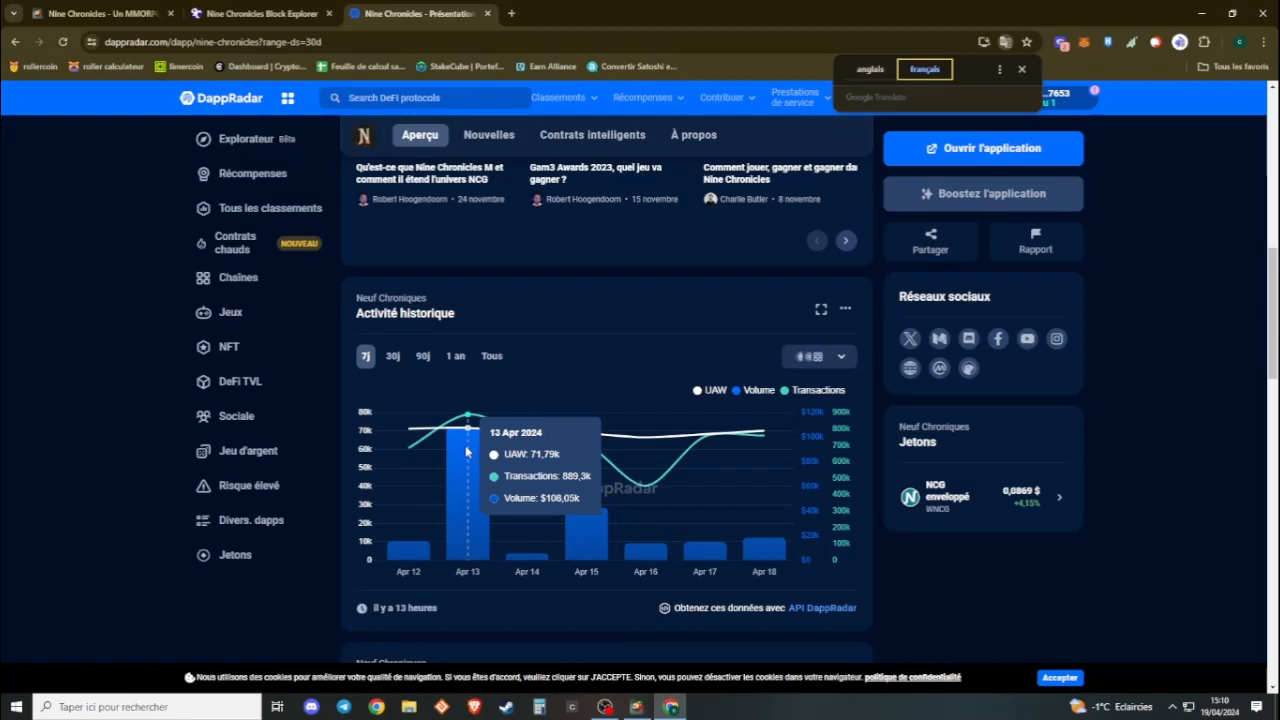 Nine Chronicles - Un MMORP
Nine Chronicles Block Explorer
Nine Chronicles - Présentation
dappradar.com/dapp/nine-chronicles?range-ds=30d
rollercoin
roller calculateur
limercoin
Dashboard | Crypto...
Feuille de calcul sa...
StakeCube | Portef...
Earn Alliance
Convertir Satoshi e...
Tous les favoris
anglais
français
Google Translate
DappRadar
Search DeFi protocols
Classements
Récompenses
Contribuer
Prestations
de service
...7653
Aperçu
Nouvelles
Contrats intelligents
À propos
Explorateur Bêta
Récompenses
Tous les classements
Contrats
chauds
NOUVEAU
Chaînes
Jeux
NFT
DeFi TVL
Sociale
Jeu d'argent
Risque élevé
Divers. dapps
Jetons
Qu'est-ce que Nine Chronicles M et
comment il étend l'univers NCG
Robert Hoogendoorn • 24 novembre
Gam3 Awards 2023, quel jeu va
gagner ?
Robert Hoogendoorn • 15 novembre
Comment jouer, gagner et gagner da
Nine Chronicles
Charlie Butler • 8 novembre
Neuf Chroniques
Activité historique
7j
30j
90j
1 an
Tous
UAW
Volume
Transactions
80k
70k
60k
50k
40k
30k
20k
10k
0
13 Apr 2024
UAW: 71,79k
Transactions: 889,3k
Volume: $108,05k
DappRadar
$120k
$100k
$80k
$60k
$40k
$20k
$0
900k
800k
700k
600k
500k
400k
300k
200k
100k
0
Apr 12
Apr 13
Apr 14
Apr 15
Apr 16
Apr 17
Apr 18
Il y a 13 heures
Obtenez ces données avec API DappRadar
Ouvrir l'application
Boostez l'application
Partager
Rapport
Réseaux sociaux
Neuf Chroniques
Jetons
NCG
enveloppé
WNCG
0,0869 $
+4,15%
Nous utilisons des cookies pour améliorer votre qualité de navigation. Si vous êtes d'accord, veuillez cliquer sur J'ACCEPTE. Sinon, vous pouvez désactiver les cookies dans votre navigateur. politique de confidentialité
Accepter
Taper ici pour rechercher
-1°C Eclaircies
15:10
19/04/2024